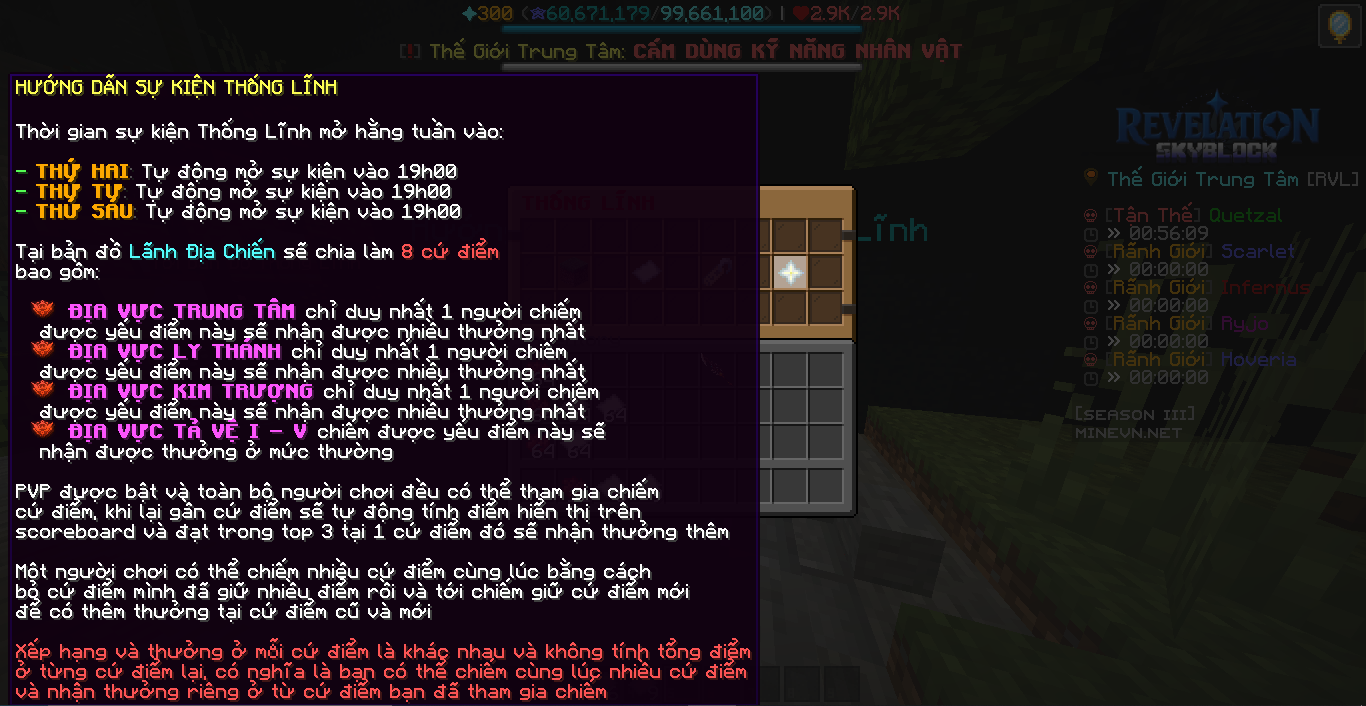 300 (60,671,179/99,661,100) | 2.9K/2.9K
[!] Thế Giới Trung Tâm: CẤM DÙNG KỸ NĂNG NHÂN VẬT
HƯỚNG DẪN SỰ KIỆN THỐNG LĨNH
Thời gian sự kiện Thống Lĩnh mở hằng tuần vào:
- THỨ HAI: Tự động mở sự kiện vào 19h00
- THỨ TƯ: Tự động mở sự kiện vào 19h00
- THỨ SÁU: Tự động mở sự kiện vào 19h00
Tại bản đồ Lãnh Địa Chiến sẽ chia làm 8 cứ điểm
bao gồm:
ĐỊA VỰC TRUNG TÂM chỉ duy nhất 1 người chiếm
được yếu điểm này sẽ nhận được nhiều thưởng nhất
ĐỊA VỰC LY THÁNH chỉ duy nhất 1 người chiếm
được yếu điểm này sẽ nhận được nhiều thưởng nhất
ĐỊA VỰC KIM TRƯỢNG chỉ duy nhất 1 người chiếm
được yếu điểm này sẽ nhận được nhiều thưởng nhất
ĐỊA VỰC TẢ VỆ I - V chiếm được yếu điểm này sẽ
nhận được thưởng ở mức thường
PVP được bật và toàn bộ người chơi đều có thể tham gia chiếm
cứ điểm, khi lại gần cứ điểm sẽ tự động tính điểm hiển thị trên
scoreboard và đạt trong top 3 tại 1 cứ điểm đó sẽ nhận thưởng thêm
Một người chơi có thể chiếm nhiều cứ điểm cùng lúc bằng cách
bỏ cứ điểm mình đã giữ nhiều điểm rồi và tới chiếm giữ cứ điểm mới
để có thêm thưởng tại cứ điểm cũ và mới
Xếp hạng và thưởng ở mỗi cứ điểm là khác nhau và không tính tổng điểm
ở từng cứ điểm lại, có nghĩa là bạn có thể chiếm cùng lúc nhiều cứ điểm
và nhận thưởng riêng ở từ cứ điểm bạn đã tham gia chiếm
THỐNG LĨNH
Lĩnh
64
64 64
REVELATION
SKYBLOCK
Thế Giới Trung Tâm [RVL]
[Tân Thế] Quetzal
» 00:56:09
[Rãnh Giới] Scarlet
» 00:00:00
[Rãnh Giới] Infernus
» 00:00:00
[Rãnh Giới] Ryjo
» 00:00:00
[Rãnh Giới] Hoveria
» 00:00:00
[SEASON III]
MINEVN.NET